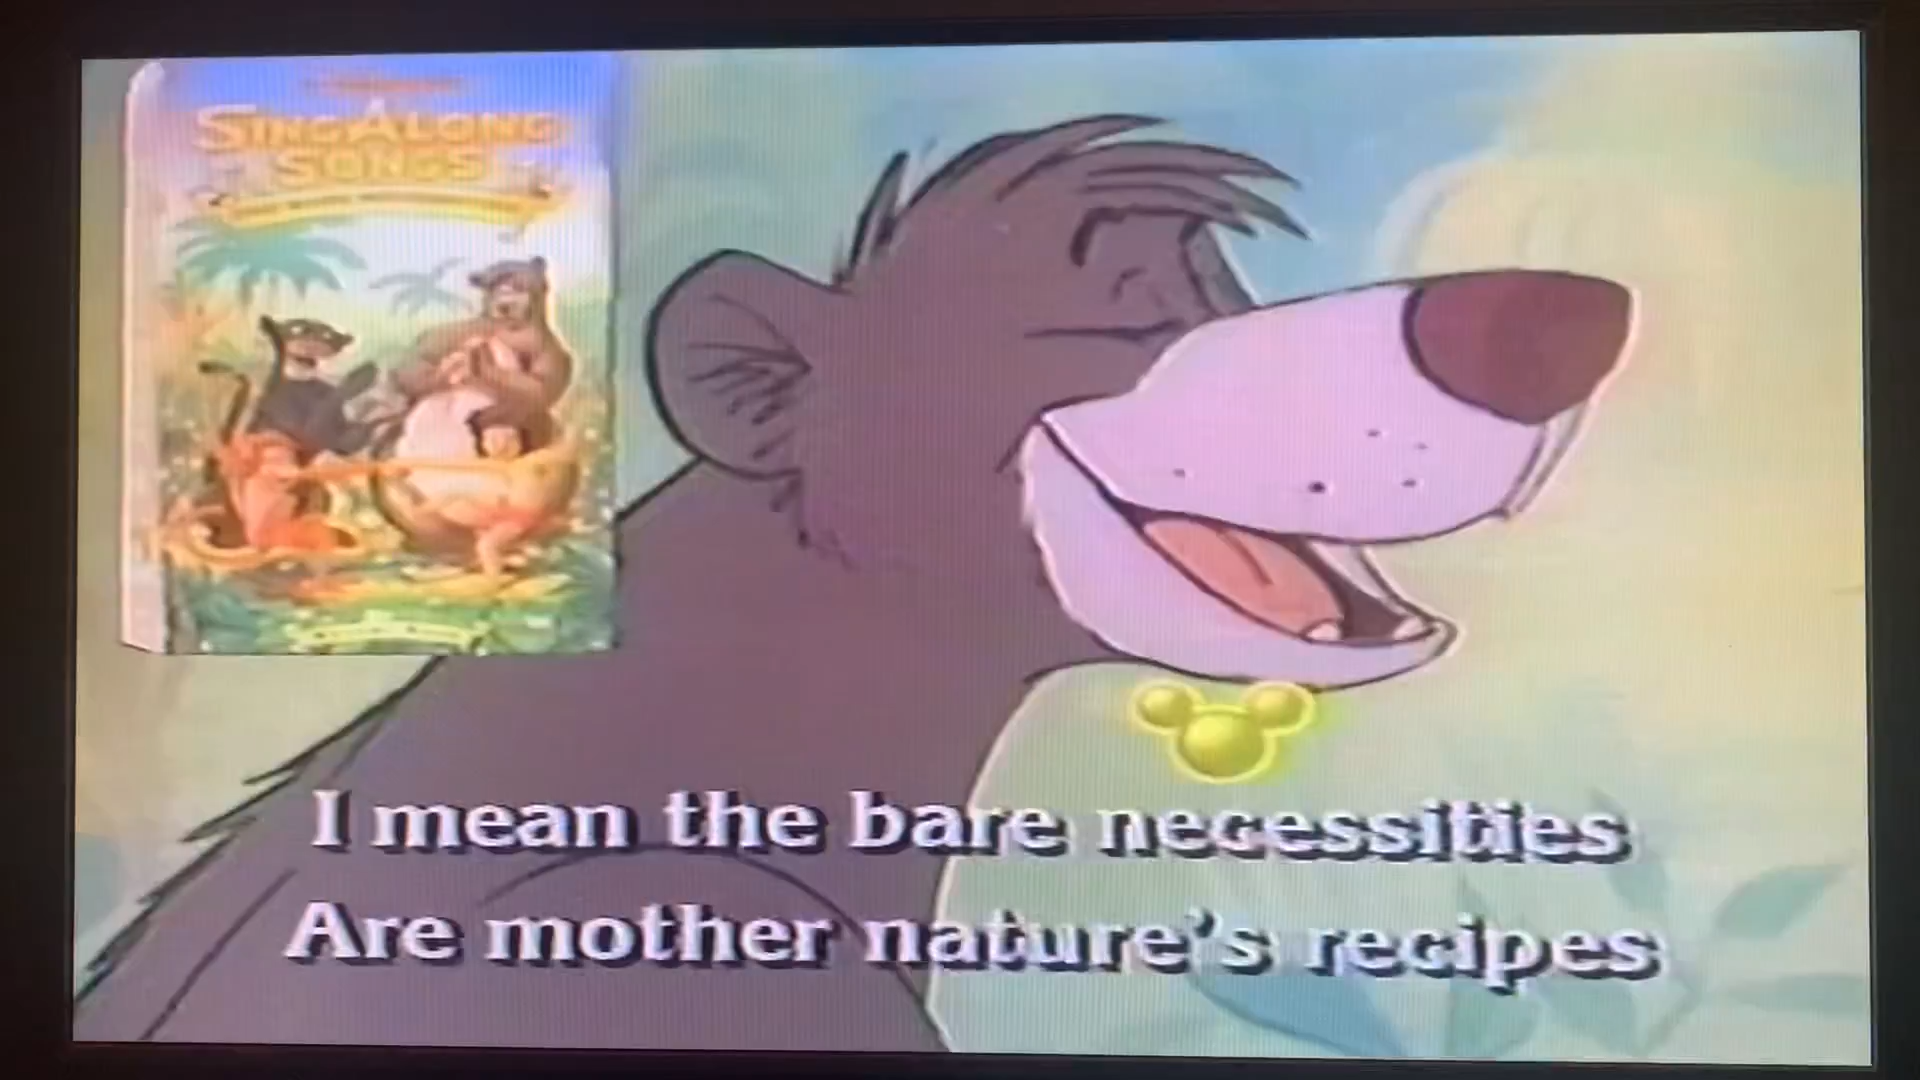 SING ALONG
SONGS
I mean the bare necessities
Are mother nature's recipes